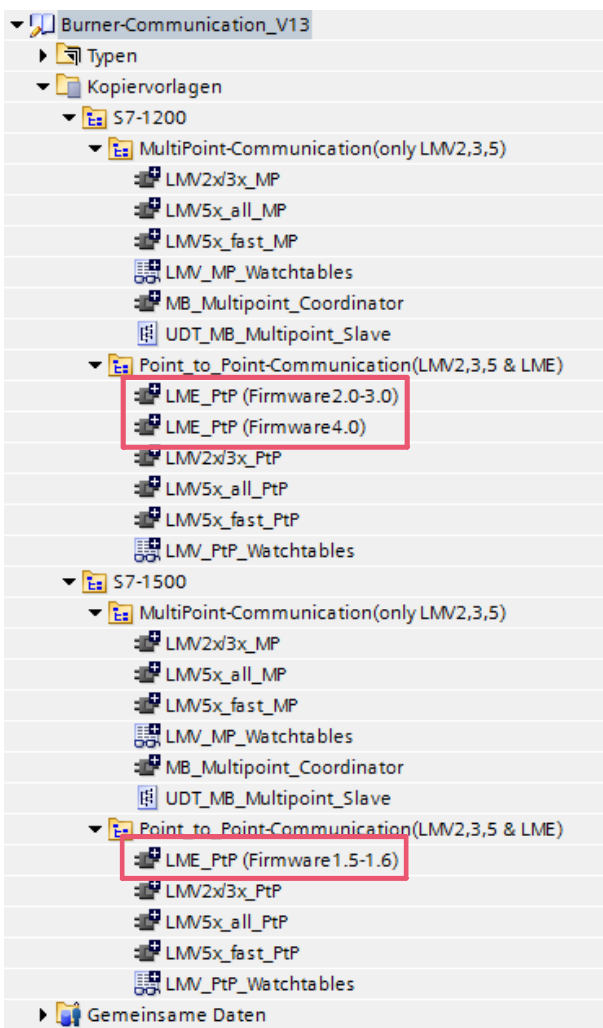 Burner-Communication_V13
Typen
Kopiervorlagen
S7-1200
MultiPoint-Communication(only LMV2,3,5)
LMV2x/3x_MP
LMV5x_all_MP
LMV5x_fast_MP
LMV_MP_Watchtables
MB_Multipoint_Coordinator
UDT_MB_Multipoint_Slave
Point_to_Point-Communication(LMV2,3,5 & LME)
LME_PtP (Firmware2.0-3.0)
LME_PtP (Firmware4.0)
LMV2x/3x_PtP
LMV5x_all_PtP
LMV5x_fast_PtP
LMV_PtP_Watchtables
S7-1500
MultiPoint-Communication(only LMV2,3,5)
LMV2x/3x_MP
LMV5x_all_MP
LMV5x_fast_MP
LMV_MP_Watchtables
MB_Multipoint_Coordinator
UDT_MB_Multipoint_Slave
Point_to_Point-Communication(LMV2,3,5 & LME)
LME_PtP (Firmware1.5-1.6)
LMV2x/3x_PtP
LMV5x_all_PtP
LMV5x_fast_PtP
LMV_PtP_Watchtables
Gemeinsame Daten